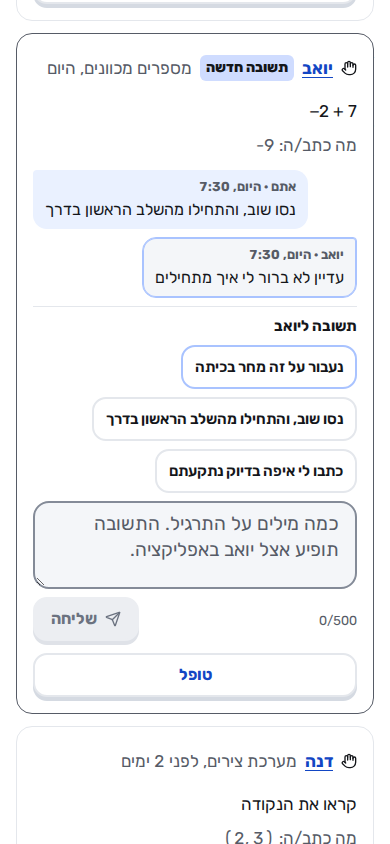 יואב תשובה חדשה מספרים מכוונים, היום
−2 + 7
מה כתב/ה: 9-
אתם • היום, 7:30
נסו שוב, והתחילו מהשלב הראשון בדרך
יואב • היום, 7:30
עדיין לא ברור לי איך מתחילים
תשובה ליואב
נעבור על זה מחר בכיתה
נסו שוב, והתחילו מהשלב הראשון בדרך
כתבו לי איפה בדיוק נתקעתם
כמה מילים על התרגיל. התשובה
תופיע אצל יואב באפליקציה.
0/500
שליחה
טופל
דנה מערכת צירים, לפני 2 ימים
קראו את הנקודה
מה כתב/ה: (2, 3)